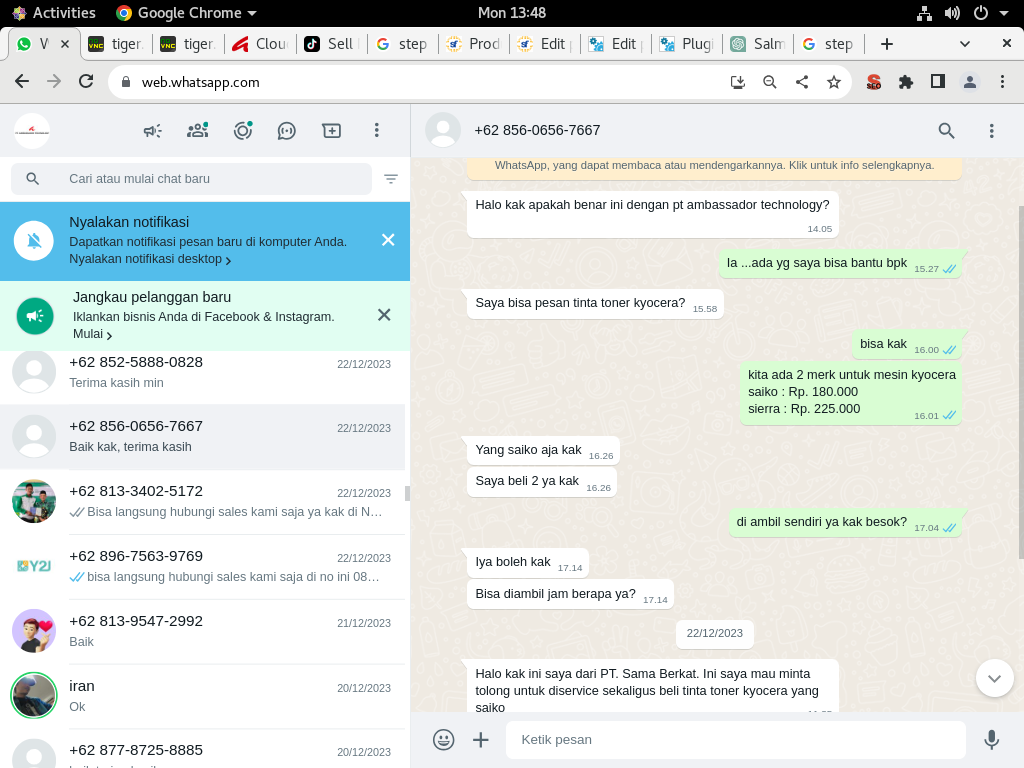 Activities
Google Chrome
Mon 13:48
W
tiger
tiger
Clou
Sell
step
Prod
Edit
Edit
Plugi
Salm
step
web.whatsapp.com
SEO
Cari atau mulai chat baru
Nyalakan notifikasi
Dapatkan notifikasi pesan baru di komputer Anda.
Nyalakan notifikasi desktop
Jangkau pelanggan baru
Iklankan bisnis Anda di Facebook & Instagram.
Mulai
+62 852-5888-0828
22/12/2023
Terima kasih min
+62 856-0656-7667
22/12/2023
Baik kak, terima kasih
+62 813-3402-5172
22/12/2023
Bisa langsung hubungi sales kami saja ya kak di N...
+62 896-7563-9769
22/12/2023
bisa langsung hubungi sales kami saja di no ini 08...
+62 813-9547-2992
21/12/2023
Baik
iran
20/12/2023
Ok
+62 877-8725-8885
20/12/2023
+62 856-0656-7667
WhatsApp, yang dapat membaca atau mendengarkannya. Klik untuk info selengkapnya.
Halo kak apakah benar ini dengan pt ambassador technology?
14.05
Ia ...ada yg saya bisa bantu bpk 15.27
Saya bisa pesan tinta toner kyocera? 15.58
bisa kak 16.00
kita ada 2 merk untuk mesin kyocera
saiko : Rp. 180.000
sierra : Rp. 225.000
16.01
Yang saiko aja kak 16.26
Saya beli 2 ya kak 16.26
di ambil sendiri ya kak besok? 17.04
Iya boleh kak 17.14
Bisa diambil jam berapa ya? 17.14
22/12/2023
Halo kak ini saya dari PT. Sama Berkat. Ini saya mau minta
tolong untuk diservice sekaligus beli tinta toner kyocera yang
saiko
Ketik pesan